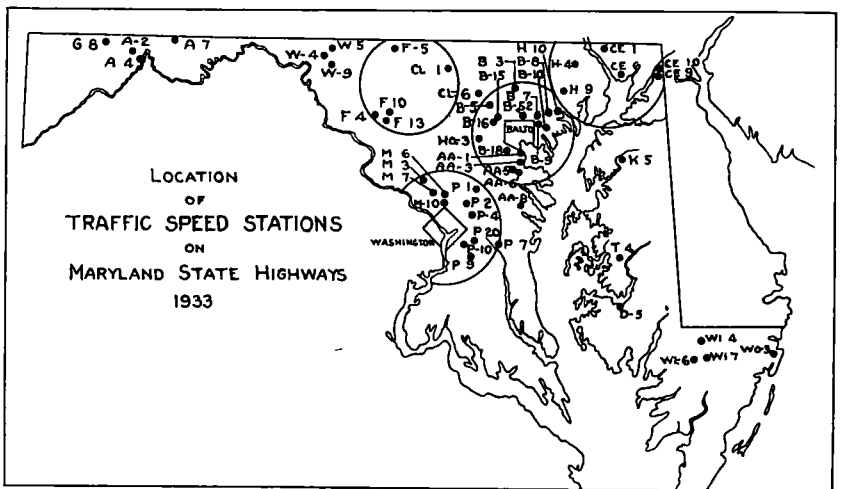 LOCATION
OF
TRAFFIC SPEED STATIONS
ON
MARYLAND STATE HIGHWAYS
1933
G 8
A-2
A 4
A 7
W-4
W 5
W-9
F-5
CL 1
F 4
F 10
F 13
CL-6
B-5
B-16
HO-3
B-15
B 3
H 10
B-8
B-10
B 7
B-52
BALTO
B-18
B-9
H-4
H 9
CE 1
CE 6
CE 10
CE 9
AA-1
AA-3
AA5
AA-6
AA-8
K 5
M 6
M 3
M 7
M-10
P 1
P 2
P-4
P 20
P-10
P 7
WASHINGTON
T 4
D-5
WI 4
WI-6
WI 7
WO-3